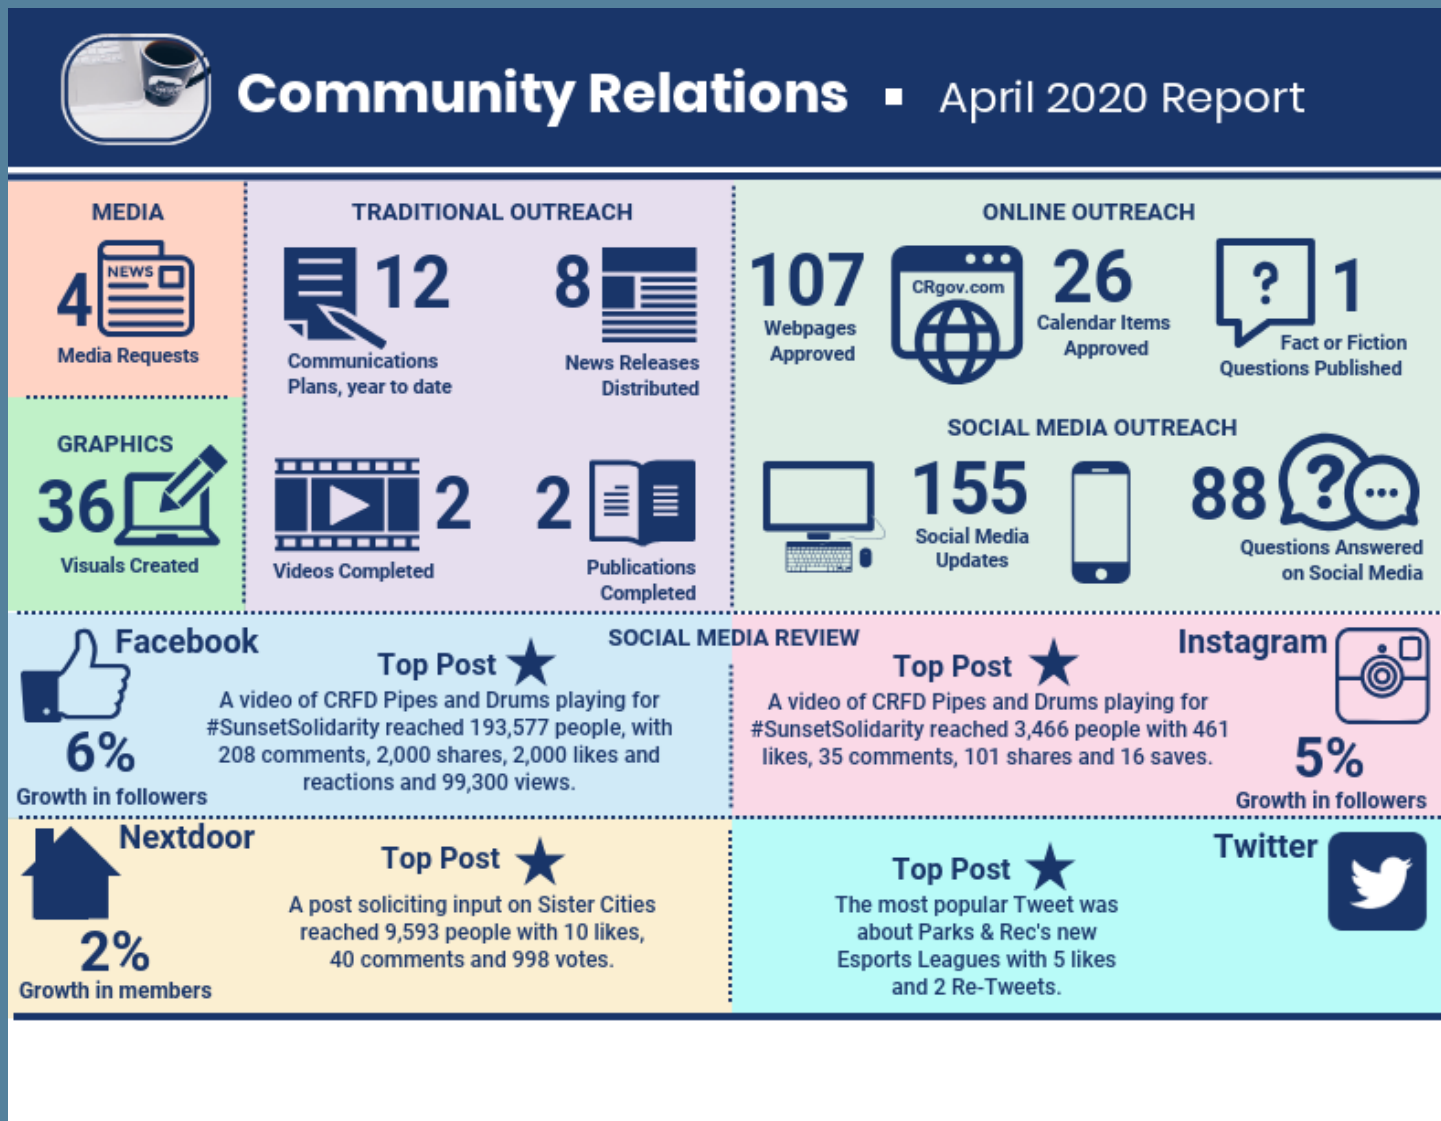 Community Relations ▪ April 2020 Report
MEDIA
4
NEWS
Media Requests
GRAPHICS
36
Visuals Created
TRADITIONAL OUTREACH
12
Communications
Plans, year to date
8
News Releases
Distributed
2
Videos Completed
2
Publications
Completed
ONLINE OUTREACH
107
Webpages
Approved
CRgov.com
26
Calendar Items
Approved
?
1
Fact or Fiction
Questions Published
SOCIAL MEDIA OUTREACH
155
Social Media
Updates
88
?
Questions Answered
on Social Media
SOCIAL MEDIA REVIEW
Facebook
6%
Growth in followers
Top Post
A video of CRFD Pipes and Drums playing for
#SunsetSolidarity reached 193,577 people, with
208 comments, 2,000 shares, 2,000 likes and
reactions and 99,300 views.
Instagram
5%
Growth in followers
Top Post
A video of CRFD Pipes and Drums playing for
#SunsetSolidarity reached 3,466 people with 461
likes, 35 comments, 101 shares and 16 saves.
Nextdoor
2%
Growth in members
Top Post
A post soliciting input on Sister Cities
reached 9,593 people with 10 likes,
40 comments and 998 votes.
Twitter
Top Post
The most popular Tweet was
about Parks & Rec's new
Esports Leagues with 5 likes
and 2 Re-Tweets.